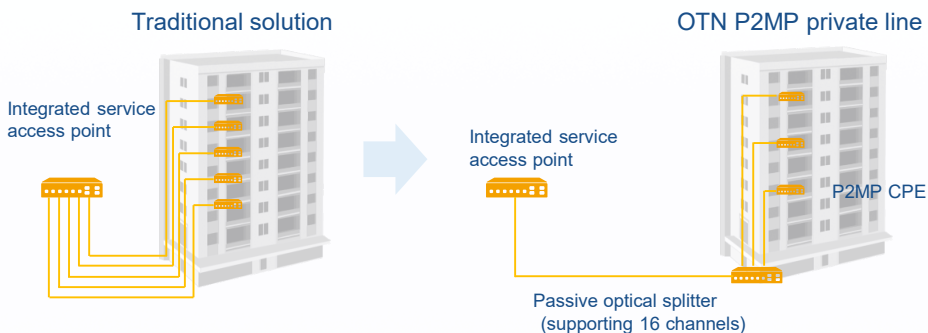 Traditional solution
Integrated service
access point
OTN P2MP private line
Integrated service
access point
P2MP CPE
Passive optical splitter
(supporting 16 channels)